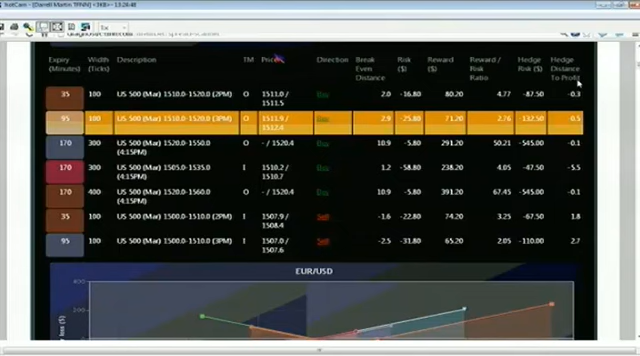 HotCam - (Darrell Martin TFNN) <3KB> - 13:26:48
Expiry (Minutes) Width (Ticks) Description TM Price Direction Break Even Distance Risk ($) Reward ($) Reward / Risk Ratio Hedge Risk ($) Hedge Distance To Profit
35 100 US 500 (Mar) 1510.0-1520.0 (2PM) O 1511.0 / 1511.5 Buy 2.0 -16.80 80.20 4.77 -87.50 -0.3
95 100 US 500 (Mar) 1510.0-1520.0 (3PM) O 1511.9 / 1512.4 Buy 2.9 -25.80 71.20 2.76 -132.50 0.5
170 300 US 500 (Mar) 1520.0-1550.0 (4:15PM) O - / 1520.4 Buy 10.9 -5.80 291.20 50.21 -545.00 -0.1
170 300 US 500 (Mar) 1505.0-1535.0 (4:15PM) I 1510.2 / 1510.7 Buy 1.2 -58.80 238.20 4.05 -47.50 -5.5
170 400 US 500 (Mar) 1520.0-1560.0 (4:15PM) O - / 1520.4 Buy 10.9 -5.80 391.20 67.45 -545.00 -0.1
35 100 US 500 (Mar) 1500.0-1510.0 (2PM) I 1507.9 / 1508.4 Sell -1.6 -22.80 74.20 3.25 -67.50 1.8
95 100 US 500 (Mar) 1500.0-1510.0 (3PM) I 1507.0 / 1507.6 Sell -2.5 -31.80 65.20 2.05 -110.00 2.7
EUR/USD
400
200
loss ($)